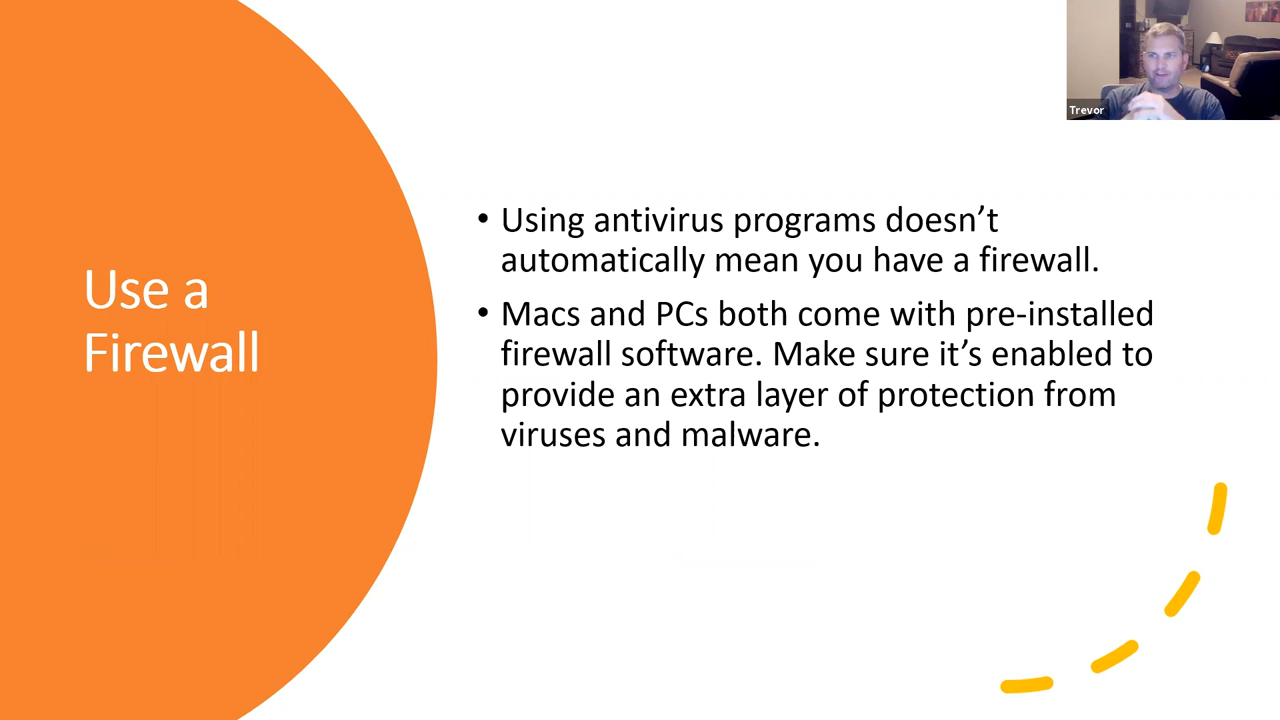 Trevor
Use a
Firewall
• Using antivirus programs doesn’t
automatically mean you have a firewall.
• Macs and PCs both come with pre-installed
firewall software. Make sure it’s enabled to
provide an extra layer of protection from
viruses and malware.